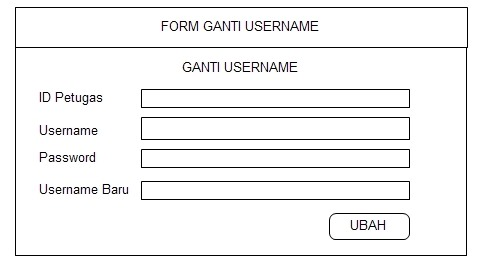 FORM GANTI USERNAME
GANTI USERNAME
ID Petugas
Username
Password
Username Baru
UBAH